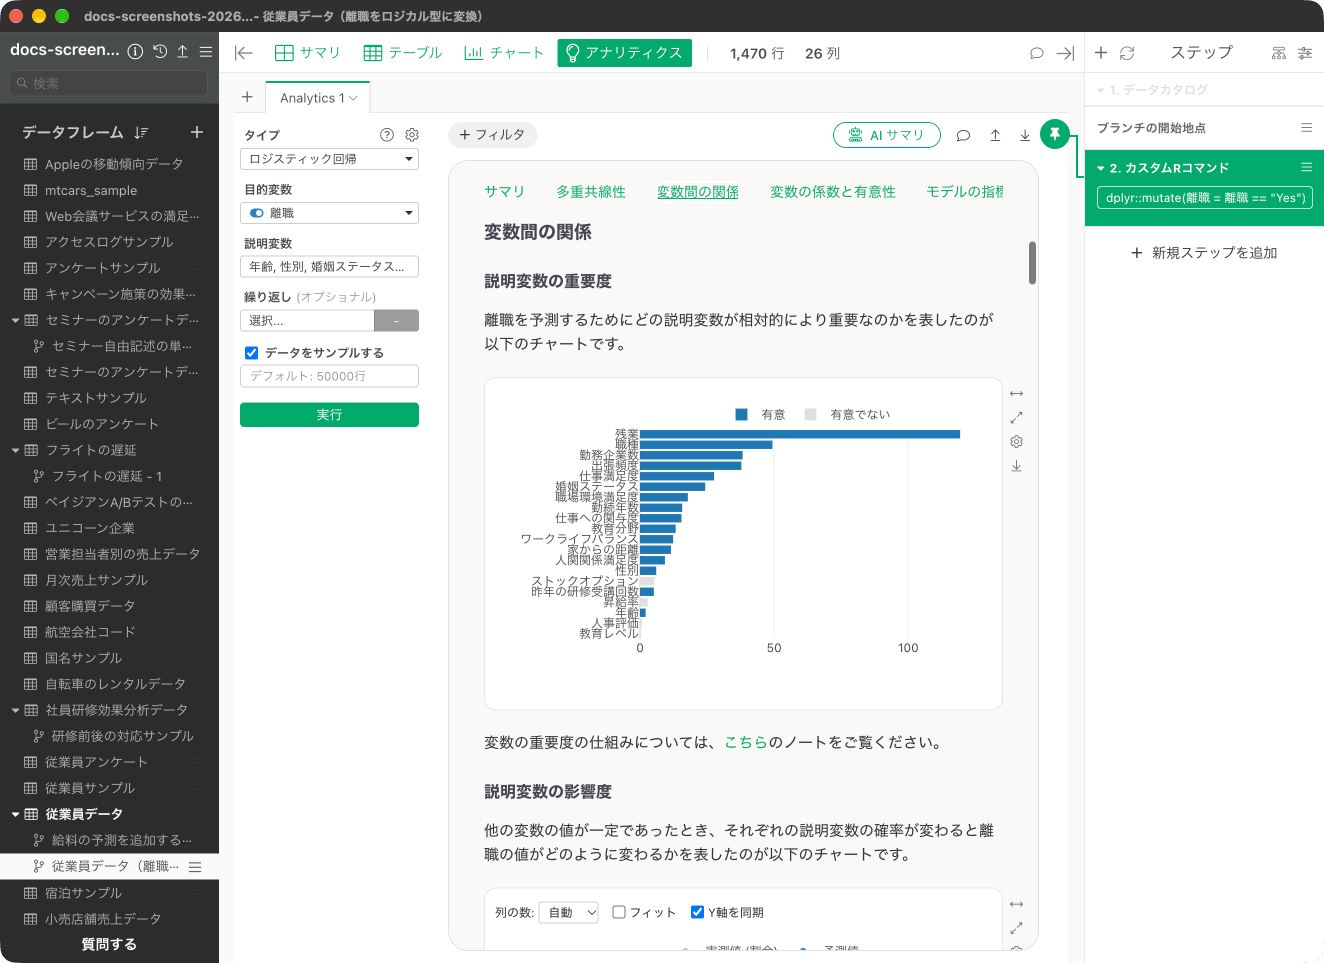 docs-screenshots-2026...- 従業員データ（離職をロジカル型に変換）
docs-screen...
検索
データフレーム
Appleの移動傾向データ
mtcars_sample
Web会議サービスの満足…
アクセスログサンプル
アンケートサンプル
キャンペーン施策の効果…
セミナーのアンケートデ…
セミナー自由記述の単…
セミナーのアンケートデ…
テキストサンプル
ビールのアンケート
フライトの遅延
フライトの遅延 - 1
ベイジアンA/Bテストの…
ユニコーン企業
営業担当者別の売上データ
月次売上サンプル
顧客購買データ
航空会社コード
国名サンプル
自転車のレンタルデータ
社員研修効果分析データ
研修前後の対応サンプル
従業員アンケート
従業員サンプル
従業員データ
給料の予測を追加する…
従業員データ（離職…
宿泊サンプル
小売店舗売上データ
質問する
サマリ
テーブル
チャート
アナリティクス
1,470 行
26 列
Analytics 1
タイプ
ロジスティック回帰
目的変数
離職
説明変数
年齢, 性別, 婚姻ステータス...
繰り返し (オプショナル)
選択...
-
データをサンプルする
デフォルト: 50000行
実行
フィルタ
AI サマリ
サマリ
多重共線性
変数間の関係
変数の係数と有意性
モデルの指標
変数間の関係
説明変数の重要度
離職を予測するためにどの説明変数が相対的により重要なのかを表したのが
以下のチャートです。
有意
有意でない
残業
職種
勤務企業数
出張頻度
仕事満足度
婚姻ステータス
職場環境満足度
勤続年数
仕事への関与度
教育分野
ワークライフバランス
家からの距離
人間関係満足度
性別
ストックオプション
昨年の研修受講回数
昇給率
年齢
人事評価
教育レベル
0
50
100
変数の重要度の仕組みについては、こちらのノートをご覧ください。
説明変数の影響度
他の変数の値が一定であったとき、それぞれの説明変数の確率が変わると離
職の値がどのように変わるかを表したのが以下のチャートです。
列の数:
自動
フィット
Y軸を同期
実測値 (割合)
予測値
ステップ
1. データカタログ
ブランチの開始地点
2. カスタムRコマンド
dplyr::mutate(離職 = 離職 == "Yes")
新規ステップを追加